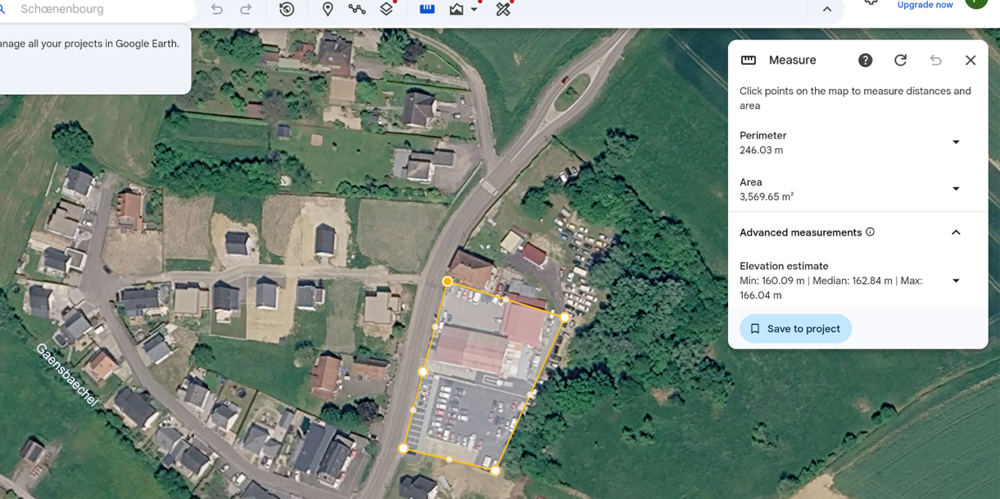 Schœnenbourg
Upgrade now
anage all your projects in Google Earth.
Measure
Click points on the map to measure distances and
area
Perimeter
246.03 m
Area
3,569.65 m²
Advanced measurements
Elevation estimate
Min: 160.09 m | Median: 162.84 m | Max:
166.04 m
Save to project
Gaensbaechel